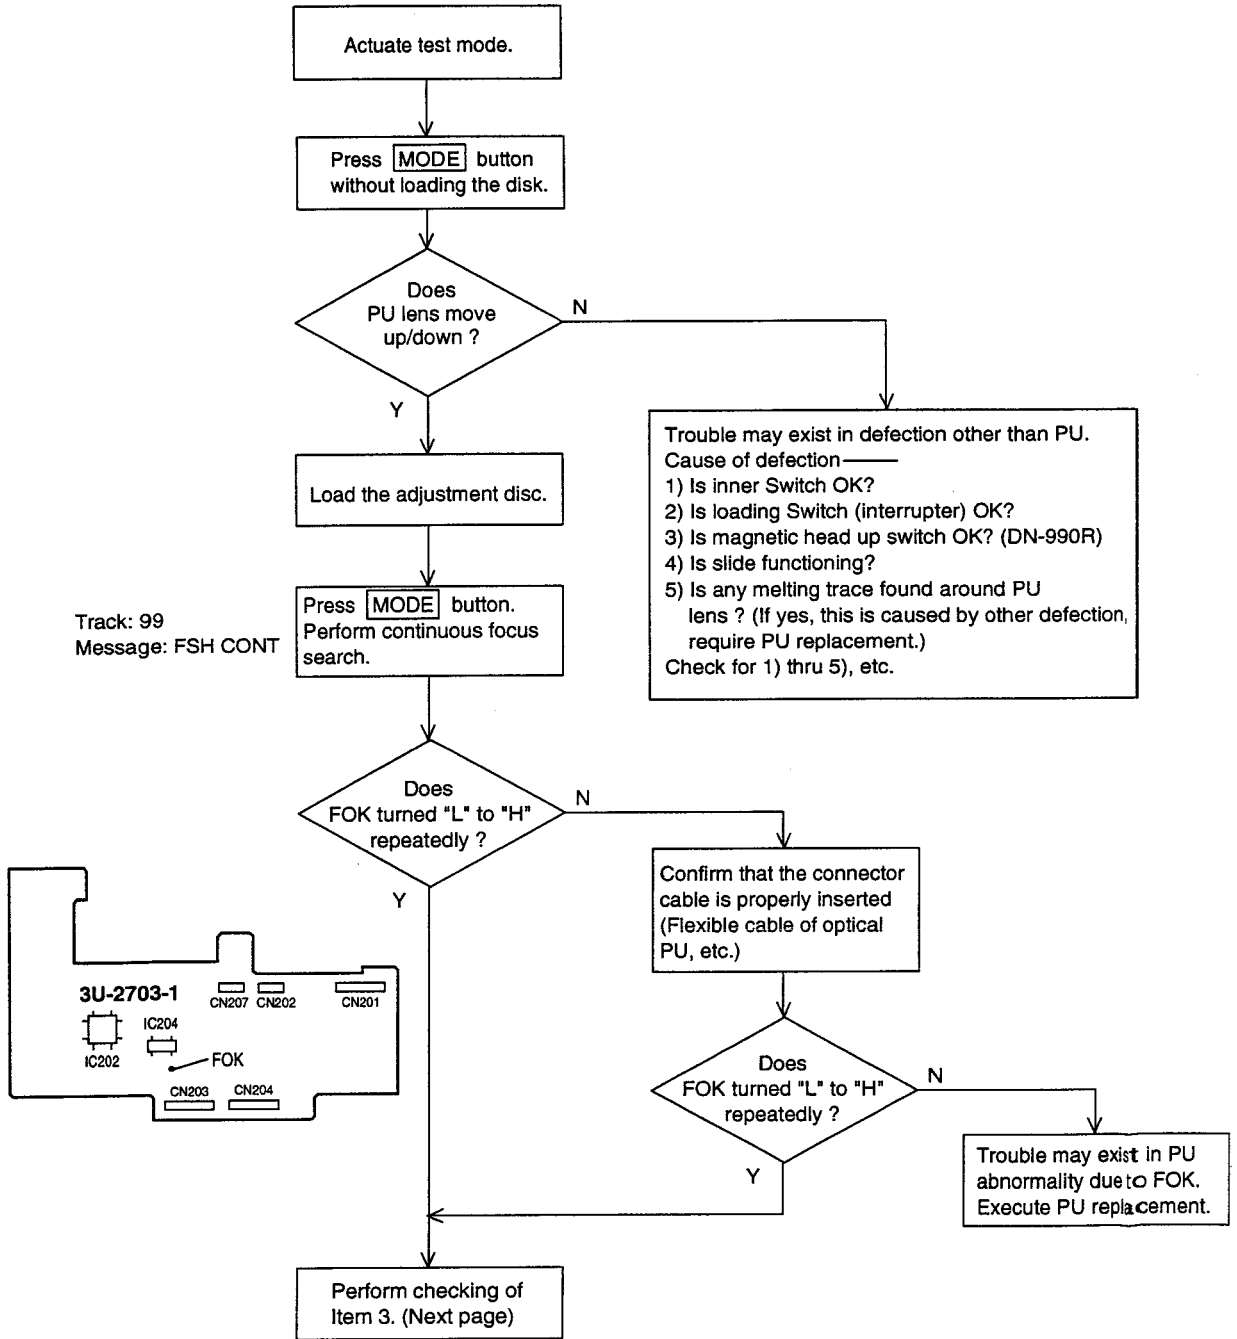 Actuate test mode.
Press MODE button
without loading the disk.
Does
PU lens move
up/down ?
N
Y
Trouble may exist in defection other than PU.
Cause of defection——
1) Is inner Switch OK?
2) Is loading Switch (interrupter) OK?
3) Is magnetic head up switch OK? (DN-990R)
4) Is slide functioning?
5) Is any melting trace found around PU
lens ? (If yes, this is caused by other defection,
require PU replacement.)
Check for 1) thru 5), etc.
Load the adjustment disc.
Track: 99
Message: FSH CONT
Press MODE button.
Perform continuous focus
search.
Does
FOK turned "L" to "H"
repeatedly ?
N
Y
Confirm that the connector
cable is properly inserted
(Flexible cable of optical
PU, etc.)
3U-2703-1
CN207 CN202 CN201
IC204
IC202
FOK
CN203 CN204
Does
FOK turned "L" to "H"
repeatedly ?
N
Y
Trouble may exist in PU
abnormality due to FOK.
Execute PU replacement.
Perform checking of
Item 3. (Next page)